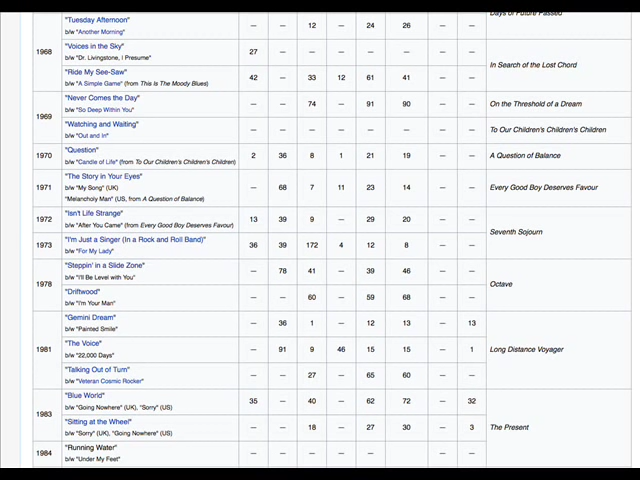 "Tuesday Afternoon"
b/w "Another Morning" — — 12 — 24 26 — — Days of Future Passed
1968 "Voices in the Sky"
b/w "Dr. Livingstone, I Presume" 27 — — — — — — — In Search of the Lost Chord
"Ride My See-Saw"
b/w "A Simple Game" (from This Is The Moody Blues) 42 — 33 12 61 41 — —
1969 "Never Comes the Day"
b/w "So Deep Within You" — — 74 — 91 90 — — On the Threshold of a Dream
"Watching and Waiting"
b/w "Out and In" — — — — — — — — To Our Children's Children's Children
1970 "Question"
b/w "Candle of Life" (from To Our Children's Children's Children) 2 36 8 1 21 19 — — A Question of Balance
1971 "The Story in Your Eyes"
b/w "My Song" (UK)
"Melancholy Man" (US, from A Question of Balance) — 68 7 11 23 14 — — Every Good Boy Deserves Favour
1972 "Isn't Life Strange"
b/w "After You Came" (from Every Good Boy Deserves Favour) 13 39 9 — 29 20 — — Seventh Sojourn
1973 "I'm Just a Singer (In a Rock and Roll Band)"
b/w "For My Lady" 36 39 172 4 12 8 — —
1978 "Steppin' in a Slide Zone"
b/w "I'll Be Level with You" — 78 41 — 39 46 — — Octave
"Driftwood"
b/w "I'm Your Man" — — 60 — 59 68 — —
1981 "Gemini Dream"
b/w "Painted Smile" — 36 1 — 12 13 — 13 Long Distance Voyager
"The Voice"
b/w "22,000 Days" — 91 9 46 15 15 — 1
"Talking Out of Turn"
b/w "Veteran Cosmic Rocker" — — 27 — 65 60 — —
1983 "Blue World"
b/w "Going Nowhere" (UK), "Sorry" (US) 35 — 40 — 62 72 — 32 The Present
"Sitting at the Wheel"
b/w "Sorry" (UK), "Going Nowhere" (US) — — 18 — 27 30 — 3
1984 "Running Water"
b/w "Under My Feet" — — — — — — —